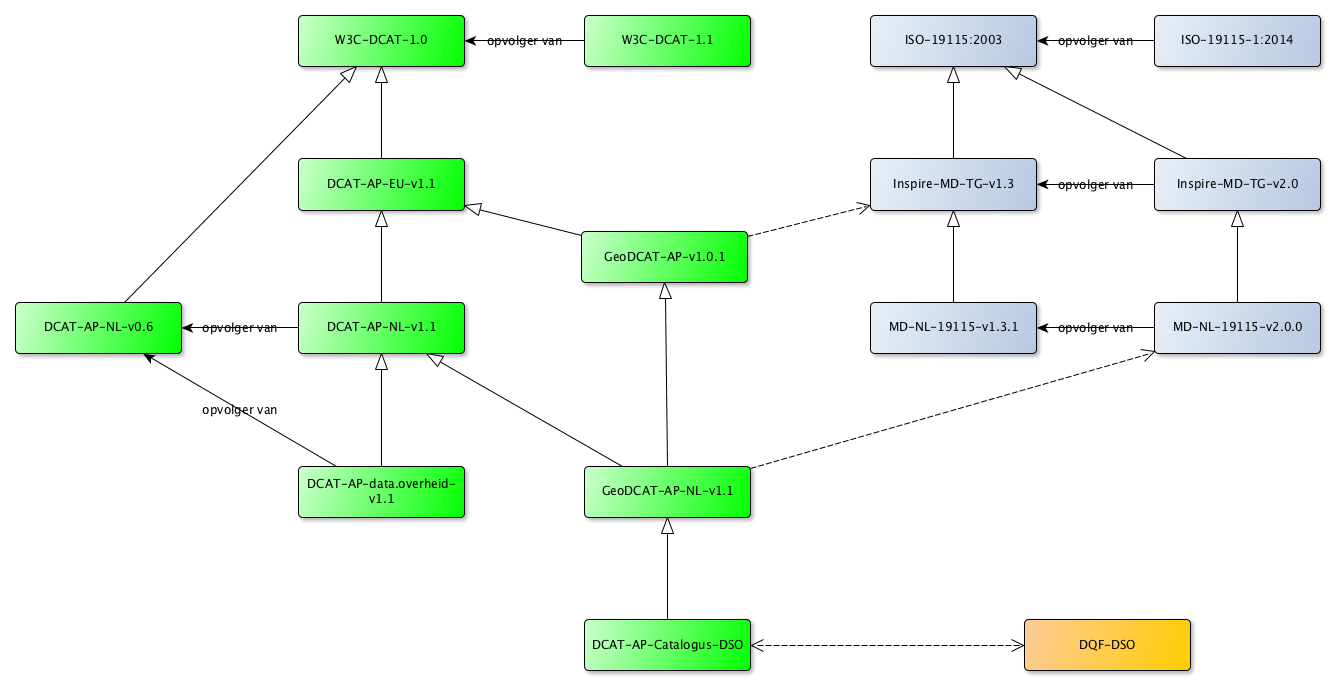 W3C-DCAT-1.0
opvolger van
W3C-DCAT-1.1
ISO-19115:2003
opvolger van
ISO-19115-1:2014
DCAT-AP-EU-v1.1
Inspire-MD-TG-v1.3
opvolger van
Inspire-MD-TG-v2.0
GeoDCAT-AP-v1.0.1
DCAT-AP-NL-v0.6
opvolger van
DCAT-AP-NL-v1.1
MD-NL-19115-v1.3.1
opvolger van
MD-NL-19115-v2.0.0
opvolger van
DCAT-AP-data.overheid-
v1.1
GeoDCAT-AP-NL-v1.1
DCAT-AP-Catalogus-DSO
DQF-DSO